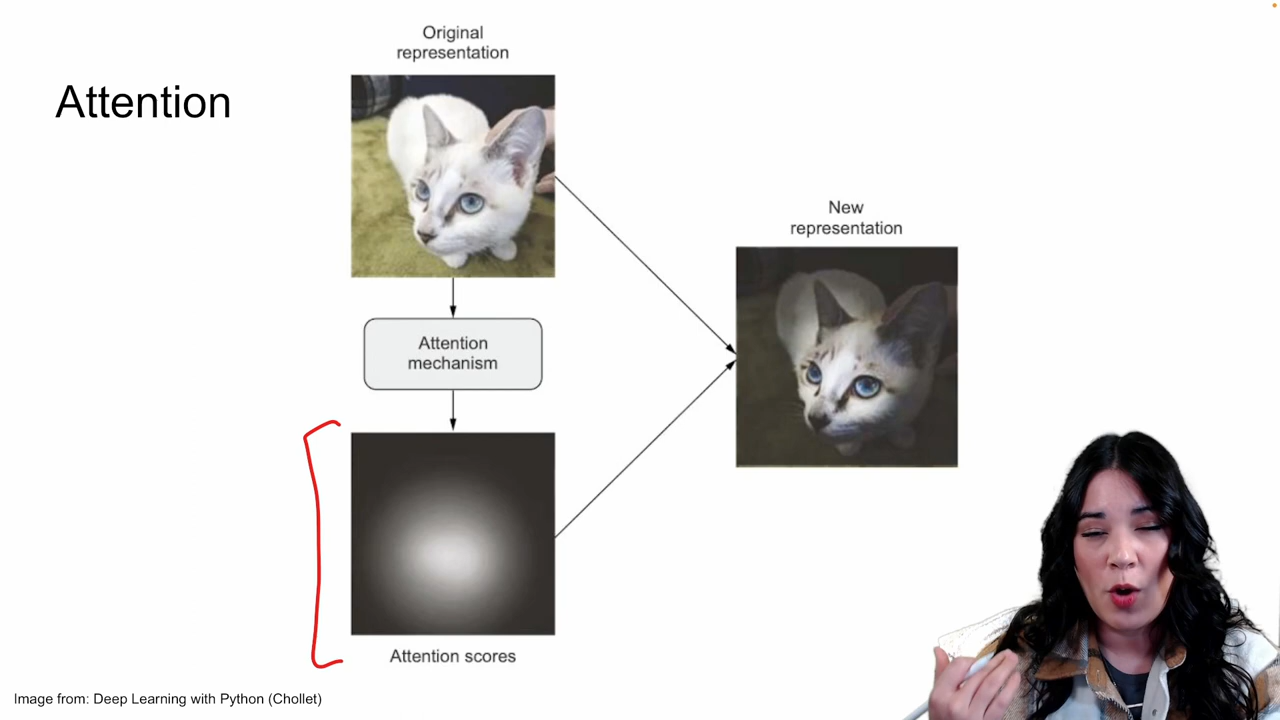 Attention
Original
representation
Attention
mechanism
Attention scores
New
representation
Image from: Deep Learning with Python (Chollet)